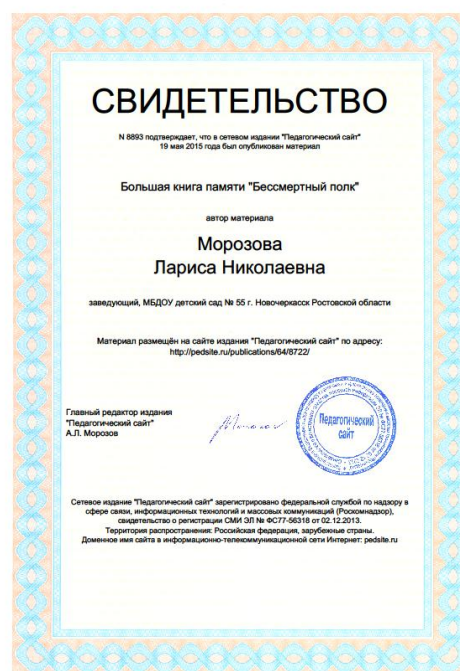 СВИДЕТЕЛЬСТВО
N 8893 подтверждает, что в сетевом издании "Педагогический сайт"
19 мая 2015 года был опубликован материал
Большая книга памяти "Бессмертный полк"
автор материала
Морозова
Лариса Николаевна
заведующий, МБДОУ детский сад № 55 г. Новочеркасск Ростовской области
Материал размещён на сайте издания "Педагогический сайт" по адресу:
http://pedsite.ru/publications/64/8722/
Главный редактор издания
"Педагогический сайт"
А.Л. Морозов
Педагогический
сайт
Сетевое издание "Педагогический сайт" зарегистрировано федеральной службой по надзору в
сфере связи, информационных технологий и массовых коммуникаций (Роскомнадзор),
свидетельство о регистрации СМИ ЭЛ № ФС77-56318 от 02.12.2013.
Территория распространения: Российская федерация, зарубежные страны.
Доменное имя сайта в информационно-телекоммуникационной сети Интернет: pedsite.ru